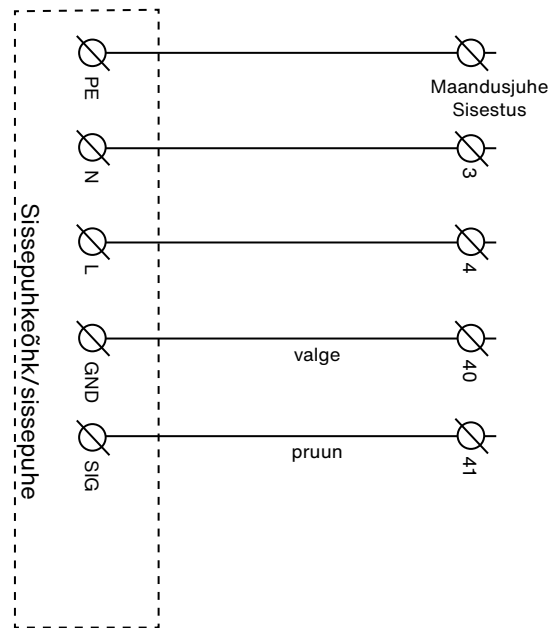 Sissepuhkeõhk/sissepuhe
PE
Maandusjuhe
Sisestus
N
3
L
4
GND
valge
40
SIG
pruun
41